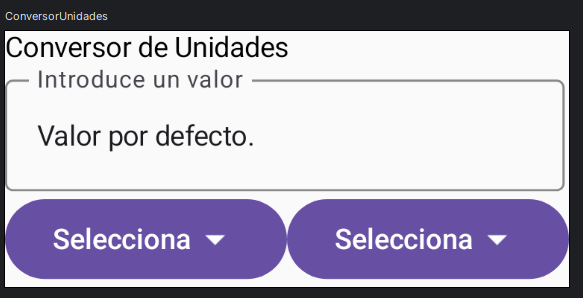 ConversorUnidades
Conversor de Unidades
Introduce un valor
Valor por defecto.
Selecciona Selecciona